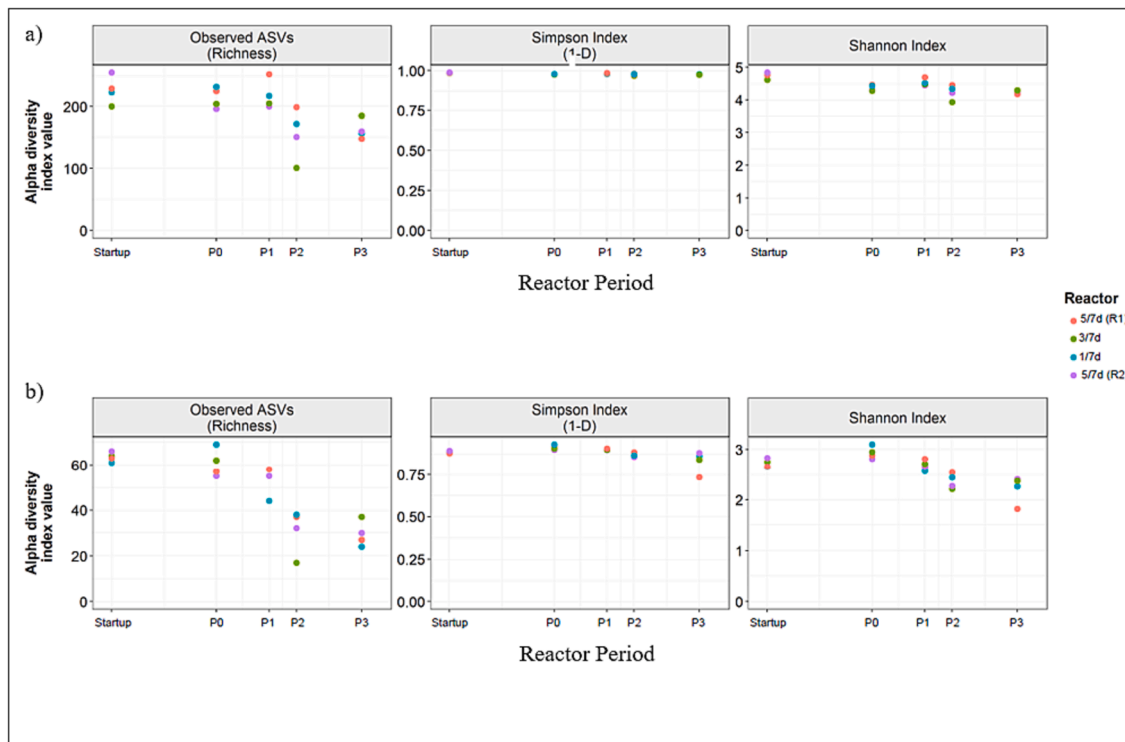 a)
Observed ASVs
(Richness)
Simpson Index
(1-D)
Shannon Index
Alpha diversity
index value
200
100
0
1.00
0.75
0.50
0.25
0.00
5
4
3
2
1
0
Startup P0 P1 P2 P3
Startup P0 P1 P2 P3
Startup P0 P1 P2 P3
Reactor Period
Reactor
5/7d (R1)
3/7d
1/7d
5/7d (R2
b)
Observed ASVs
(Richness)
Simpson Index
(1-D)
Shannon Index
Alpha diversity
index value
60
40
20
0
0.75
0.50
0.25
0.00
3
2
1
0
Startup P0 P1 P2 P3
Startup P0 P1 P2 P3
Startup P0 P1 P2 P3
Reactor Period